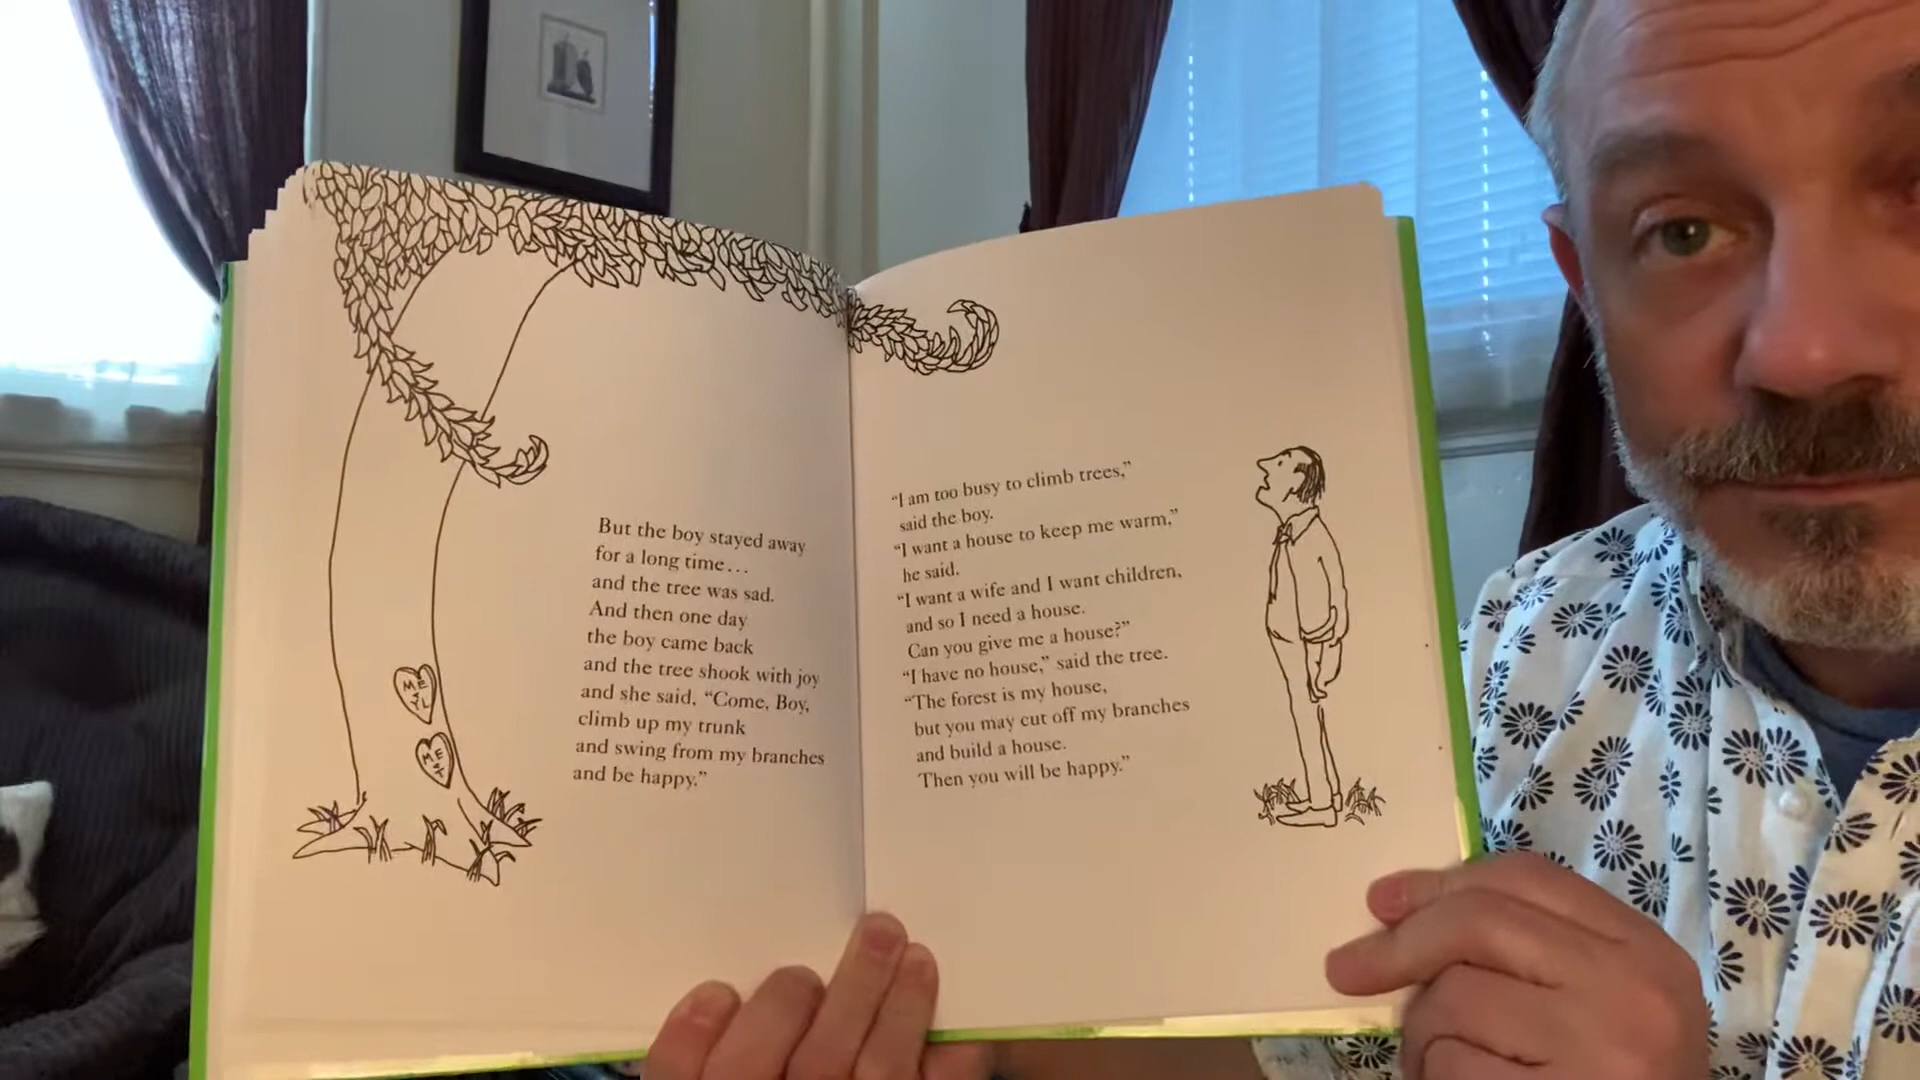 But the boy stayed away
for a long time...
and the tree was sad.
And then one day
the boy came back
and the tree shook with joy
and she said, “Come, Boy,
climb up my trunk
and swing from my branches
and be happy.”
M E
+
Y L
M E
+
T
“I am too busy to climb trees,”
said the boy.
“I want a house to keep me warm,”
he said.
“I want a wife and I want children,
and so I need a house.
Can you give me a house?”
“I have no house,” said the tree.
“The forest is my house,
but you may cut off my branches
and build a house.
Then you will be happy.”